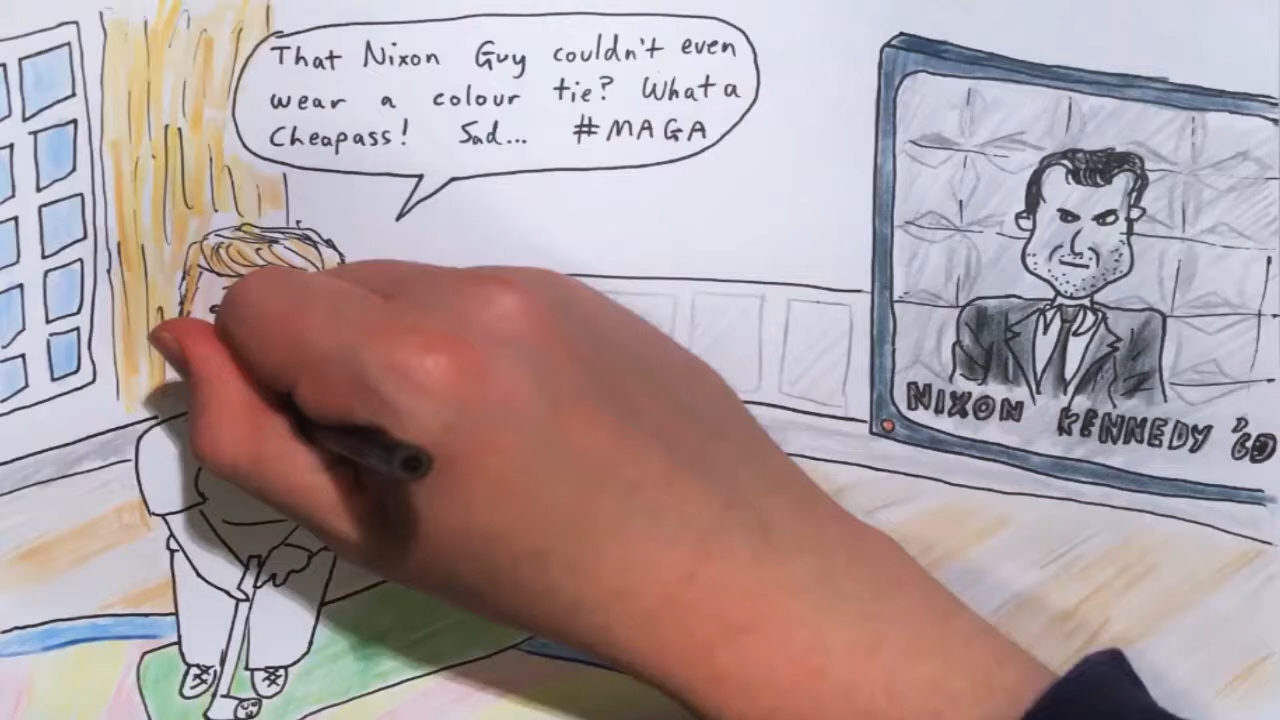 That Nixon Guy couldn't even
wear a colour tie? What a
Cheapass! Sad... #MAGA
NIXON KENNEDY '60